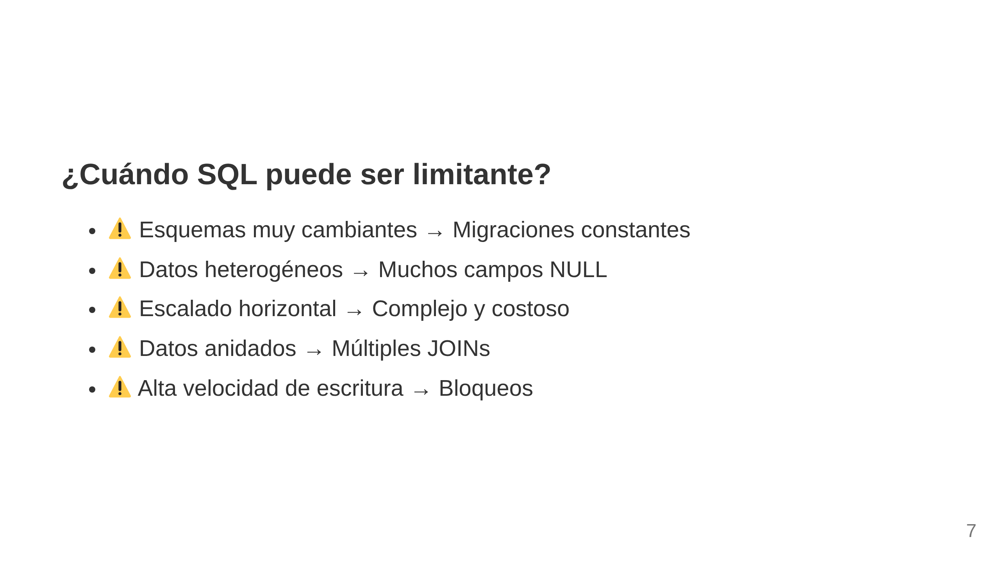 ¿Cuándo SQL puede ser limitante?
• ⚠️ Esquemas muy cambiantes → Migraciones constantes
• ⚠️ Datos heterogéneos → Muchos campos NULL
• ⚠️ Escalado horizontal → Complejo y costoso
• ⚠️ Datos anidados → Múltiples JOINs
• ⚠️ Alta velocidad de escritura → Bloqueos
7